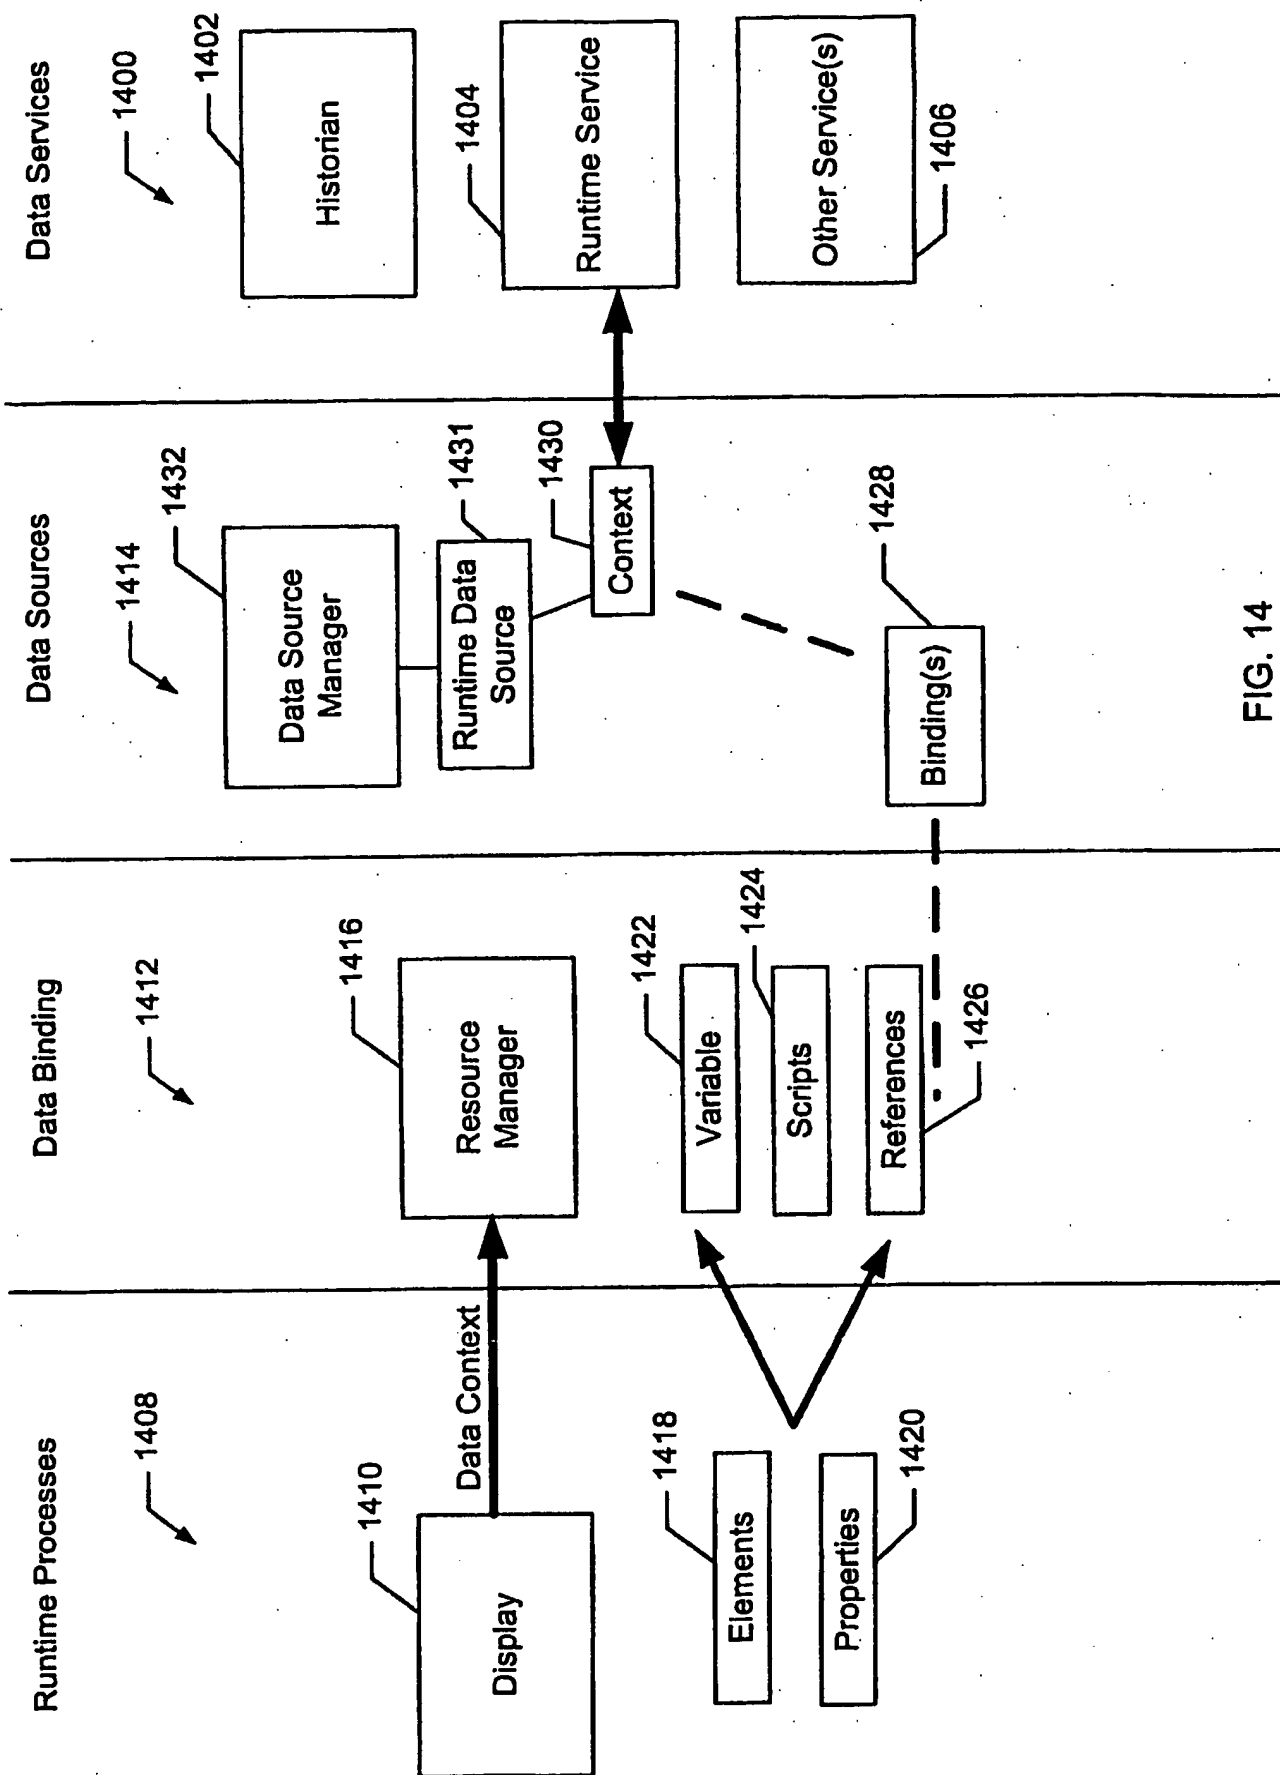 Runtime Processes
1408
1410
Display
Data Context
Elements
1418
Properties
1420
Data Binding
1412
1416
Resource
Manager
1422
Variable
1424
Scripts
References
1426
Data Sources
1414
1432
Data Source
Manager
1431
Runtime Data
Source
1430
Context
1428
Binding(s)
Data Services
1400
1402
Historian
1404
Runtime Service
Other Service(s)
1406
FIG. 14